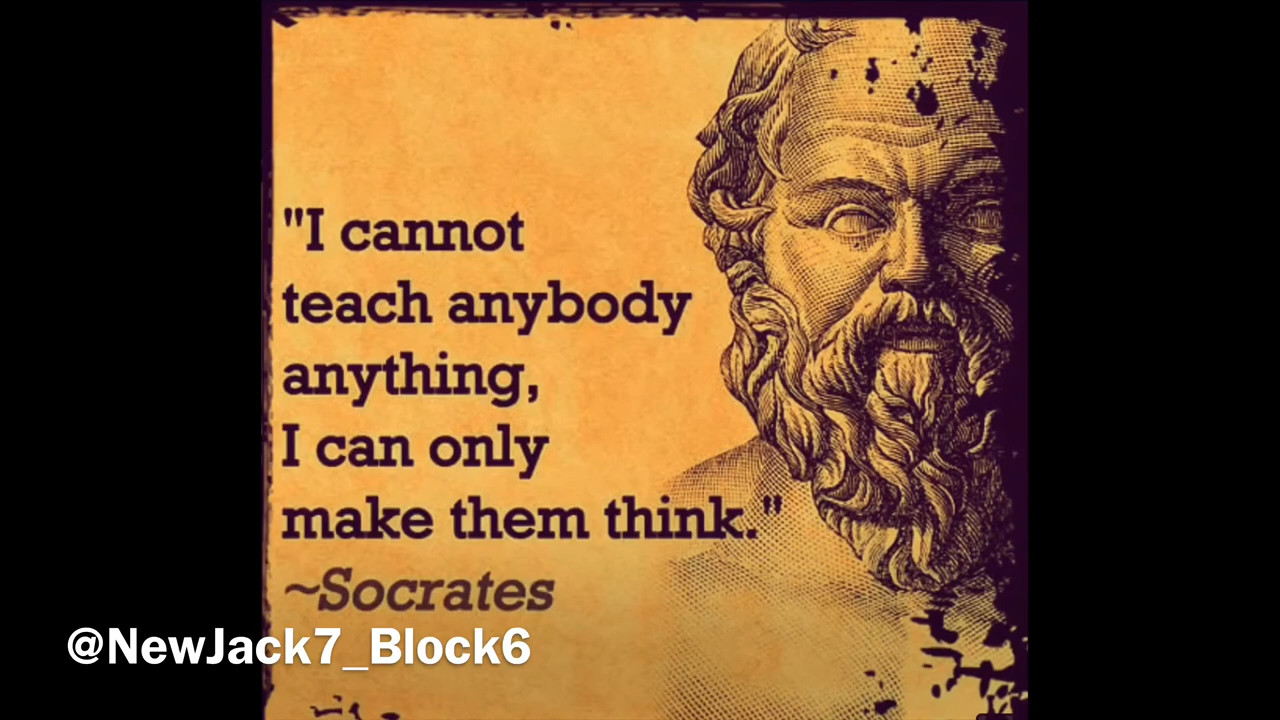 "I cannot
teach anybody
anything,
I can only
make them think."
~Socrates
@NewJack7_Block6